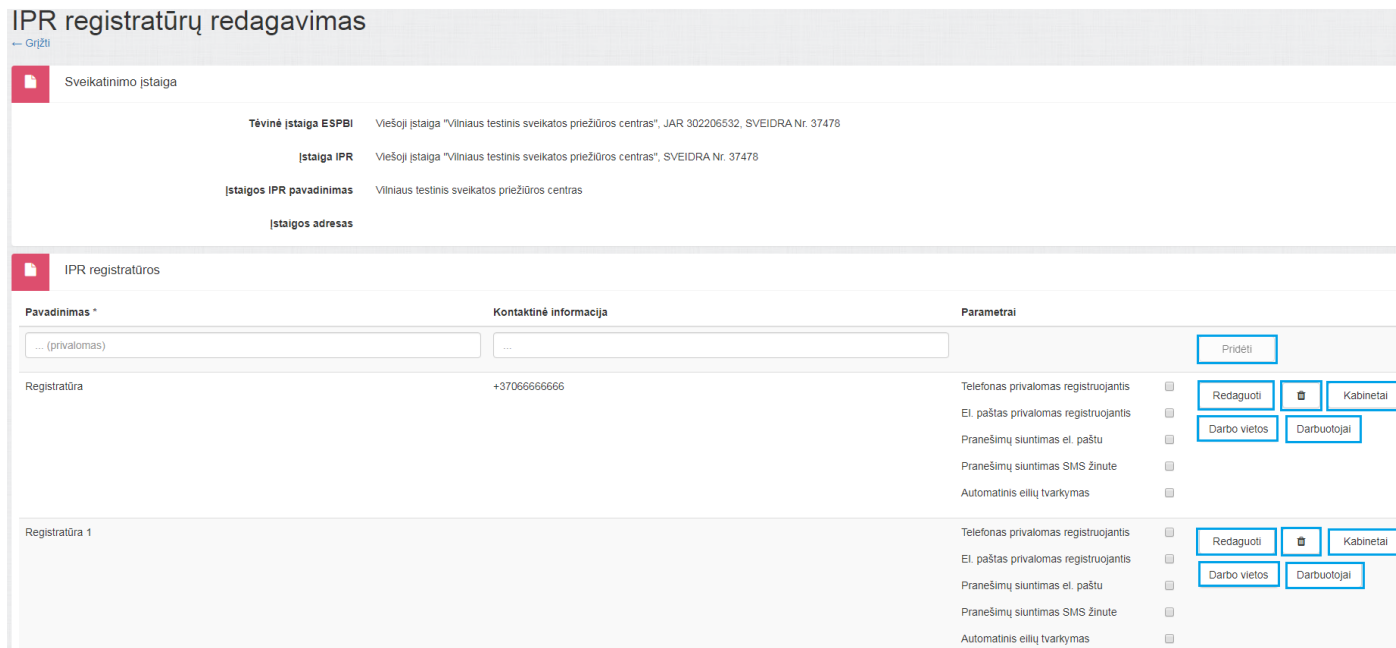 IPR registratūrų redagavimas
← Grįžti
Sveikatinimo įstaiga
Tėvinė įstaiga ESPBI Viešoji įstaiga "Vilniaus testinis sveikatos priežiūros centras", JAR 302206532, SVEIDRA Nr. 37478
Įstaiga IPR Viešoji įstaiga "Vilniaus testinis sveikatos priežiūros centras", SVEIDRA Nr. 37478
Įstaigos IPR pavadinimas Vilniaus testinis sveikatos priežiūros centras
Įstaigos adresas
IPR registratūros
Pavadinimas * Kontaktinė informacija Parametrai
... (privalomas) ... Pridėti
Registratūra +37066666666 Telefonas privalomas registruojantis Redaguoti Kabinetai
El. paštas privalomas registruojantis
Darbo vietos Darbuotojai
Pranešimų siuntimas el. paštu
Pranešimų siuntimas SMS žinute
Automatinis eilių tvarkymas
Registratūra 1 Telefonas privalomas registruojantis Redaguoti Kabinetai
El. paštas privalomas registruojantis
Darbo vietos Darbuotojai
Pranešimų siuntimas el. paštu
Pranešimų siuntimas SMS žinute
Automatinis eilių tvarkymas